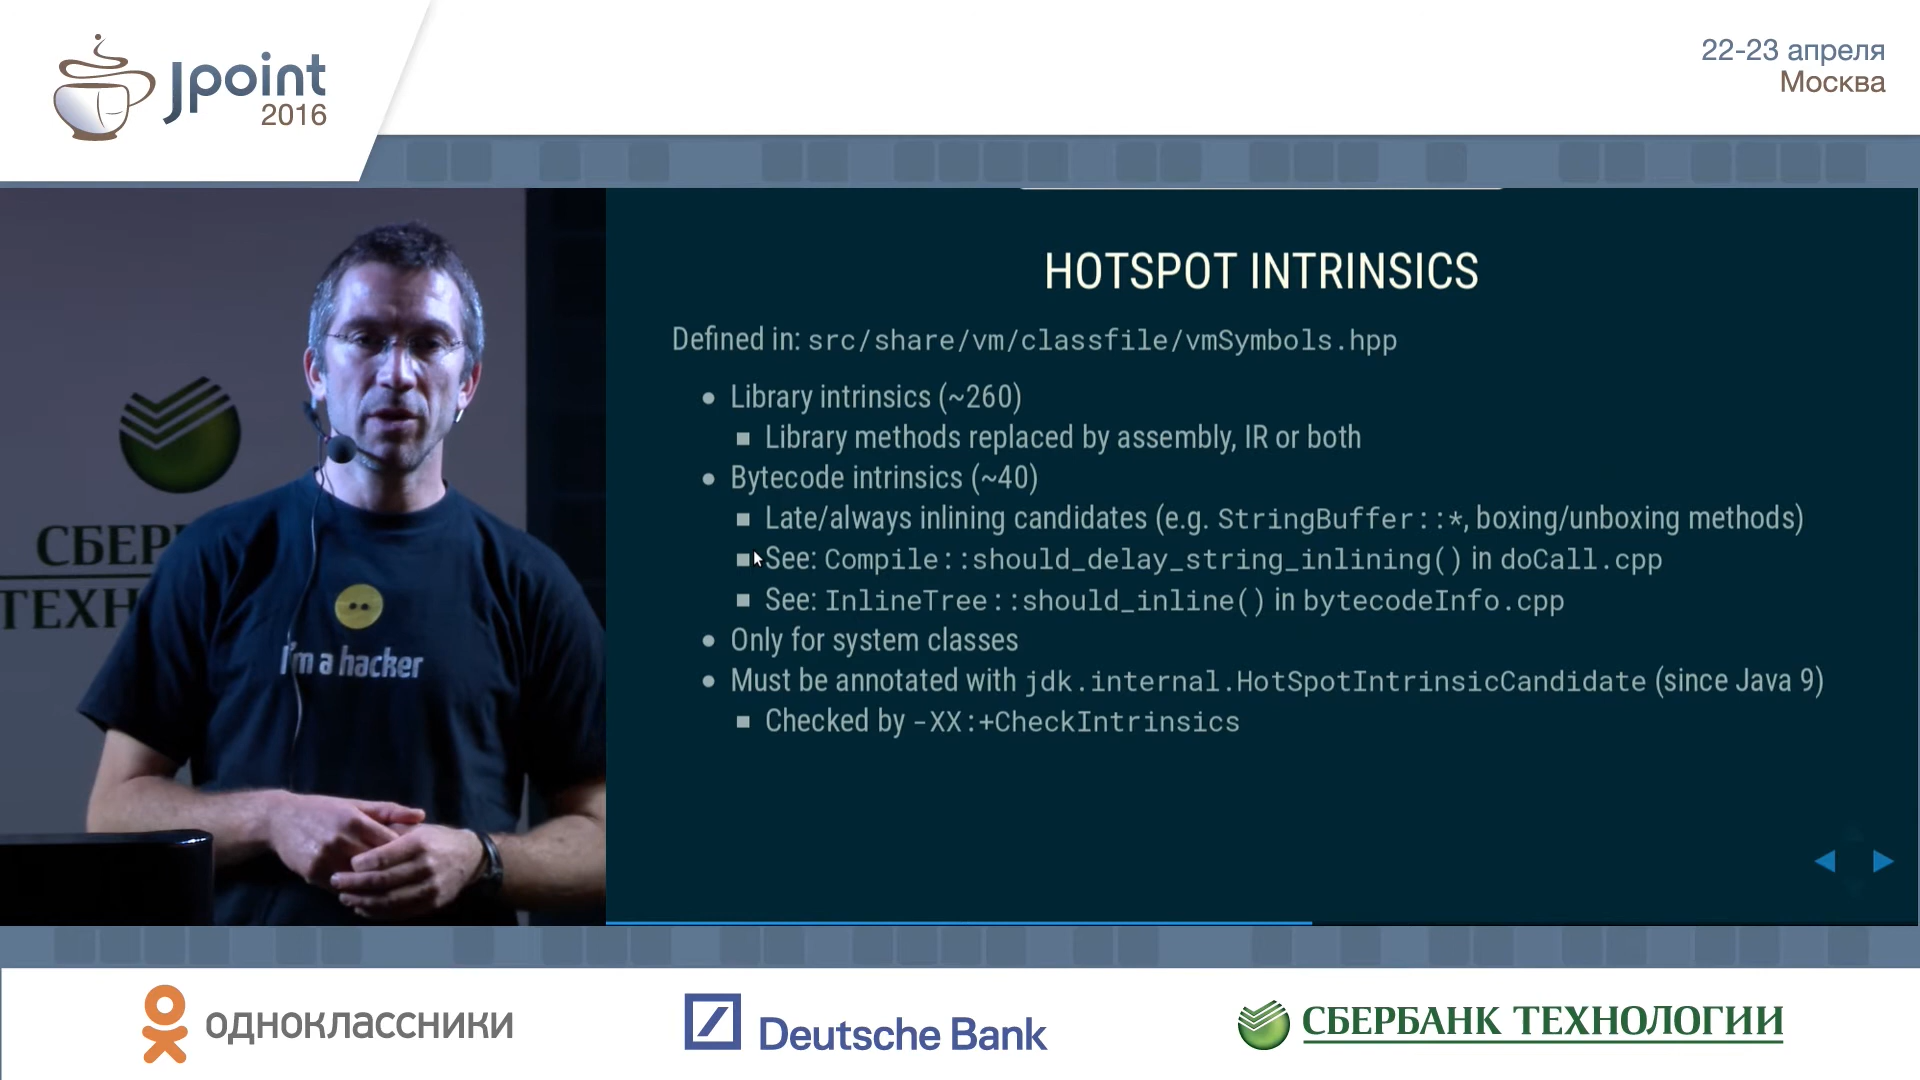 Jpoint
2016
22-23 апреля
Москва
СБЕР
ТЕХН
I'm a hacker
HOTSPOT INTRINSICS
Defined in: src/share/vm/classfile/vmSymbols.hpp
Library intrinsics (~260)
Library methods replaced by assembly, IR or both
Bytecode intrinsics (~40)
Late/always inlining candidates (e.g. StringBuffer::*, boxing/unboxing methods)
See: Compile::should_delay_string_inlining() in doCall.cpp
See: InlineTree::should_inline() in bytecodeInfo.cpp
Only for system classes
Must be annotated with jdk.internal.HotSpotIntrinsicCandidate (since Java 9)
Checked by -XX:+CheckIntrinsics
одноклассники
Deutsche Bank
СБЕРБАНК ТЕХНОЛОГИИ